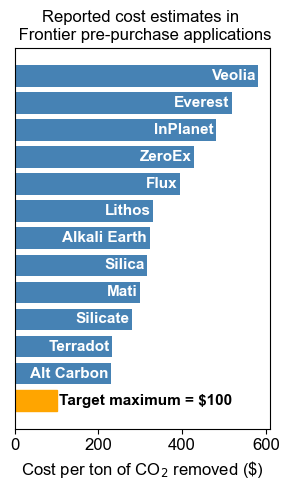 Reported cost estimates in
Frontier pre-purchase applications
Veolia
Everest
InPlanet
ZeroEx
Flux
Lithos
Alkali Earth
Silica
Mati
Silicate
Terradot
Alt Carbon
Target maximum = $100
0 200 400 600
Cost per ton of CO₂ removed ($)